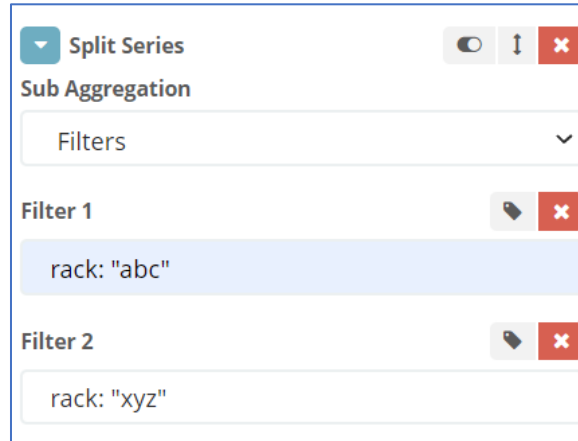 Split Series
Sub Aggregation
Filters
Filter 1
rack: "abc"
Filter 2
rack: "xyz"